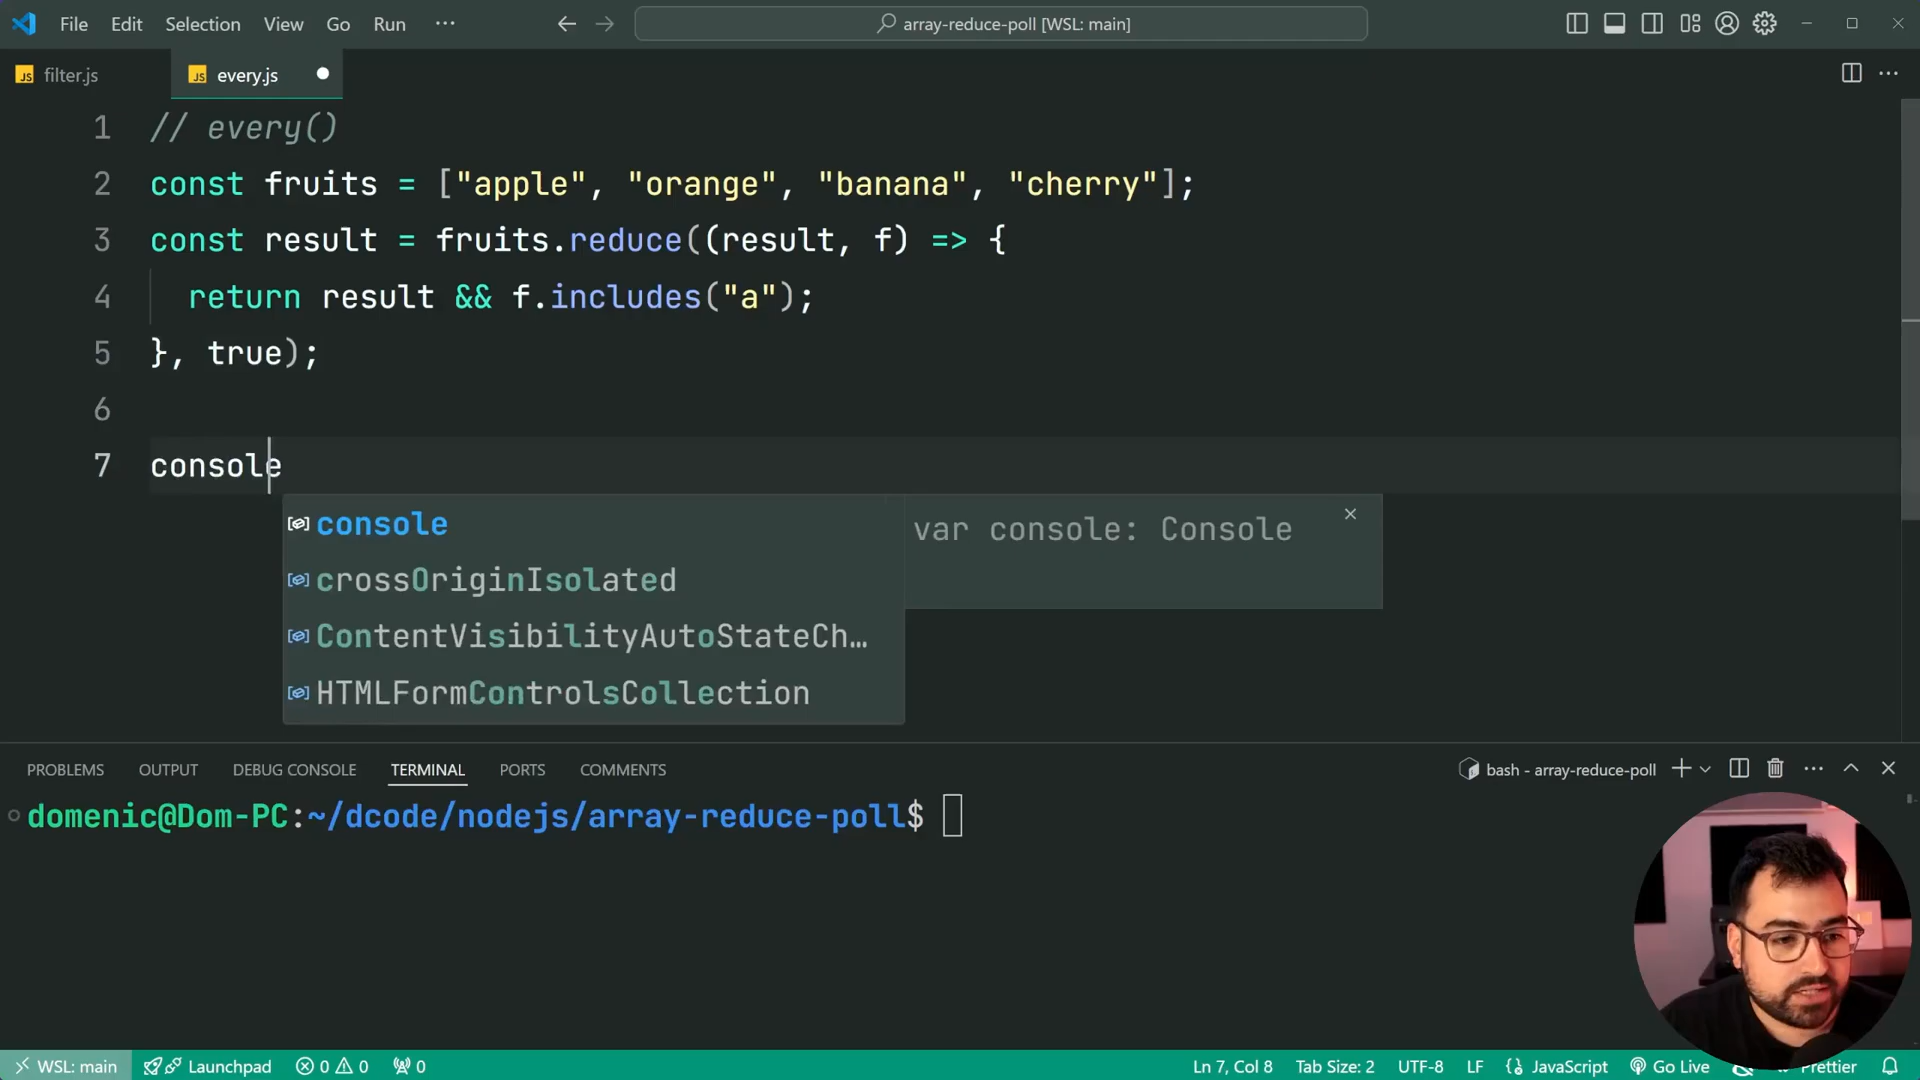 File Edit Selection View Go Run ··· array-reduce-poll [WSL: main]
JS filter.js JS every.js
1 // every()
2 const fruits = ["apple", "orange", "banana", "cherry"];
3 const result = fruits.reduce((result, f) => {
4 return result && f.includes("a");
5 }, true);
6
7 console
console var console: Console
crossOriginIsolated
ContentVisibilityAutoStateCh…
HTMLFormControlsCollection
PROBLEMS OUTPUT DEBUG CONSOLE TERMINAL PORTS COMMENTS bash - array-reduce-poll
domenic@Dom-PC:~/dcode/nodejs/array-reduce-poll$
WSL: main Launchpad 0 0 0 Ln 7, Col 8 Tab Size: 2 UTF-8 LF {} JavaScript Go Live Prettier